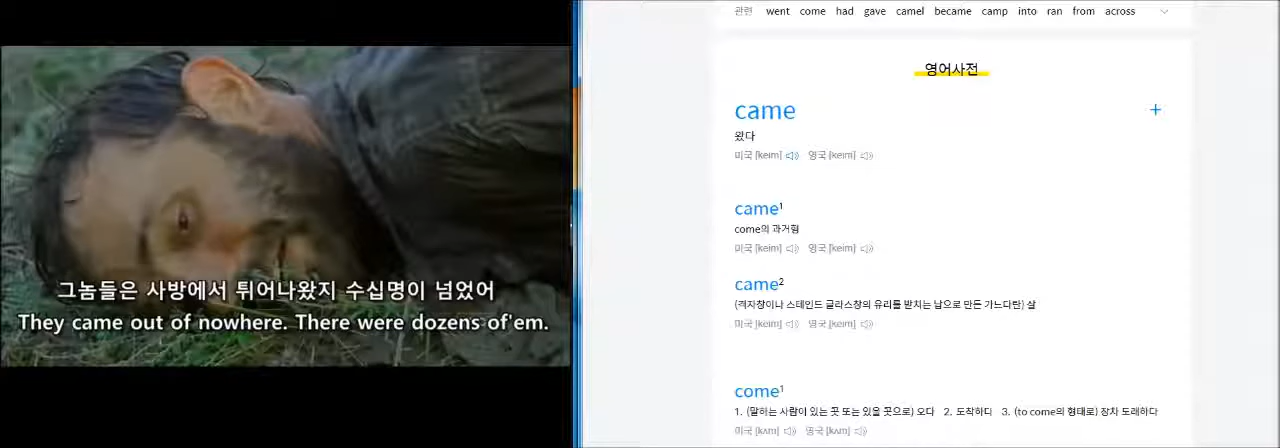 그놈들은 사방에서 튀어나왔지 수십명이 넘었어
They came out of nowhere. There were dozens of'em.
관련 went come had gave camel became camp into ran from across
영어사전
came +
왔다
미국 [keim] 영국 [keim]
came¹
come의 과거형
미국 [keim] 영국 [keim]
came²
(격자창이나 스테인드 글라스창의 유리를 받치는 납으로 만든 가느다란) 살
미국 [keim] 영국 [keim]
come¹
1. (말하는 사람이 있는 곳 또는 있을 곳으로) 오다 2. 도착하다 3. (to come의 형태로) 장차 도래하다
미국 [kʌm] 영국 [kʌm]